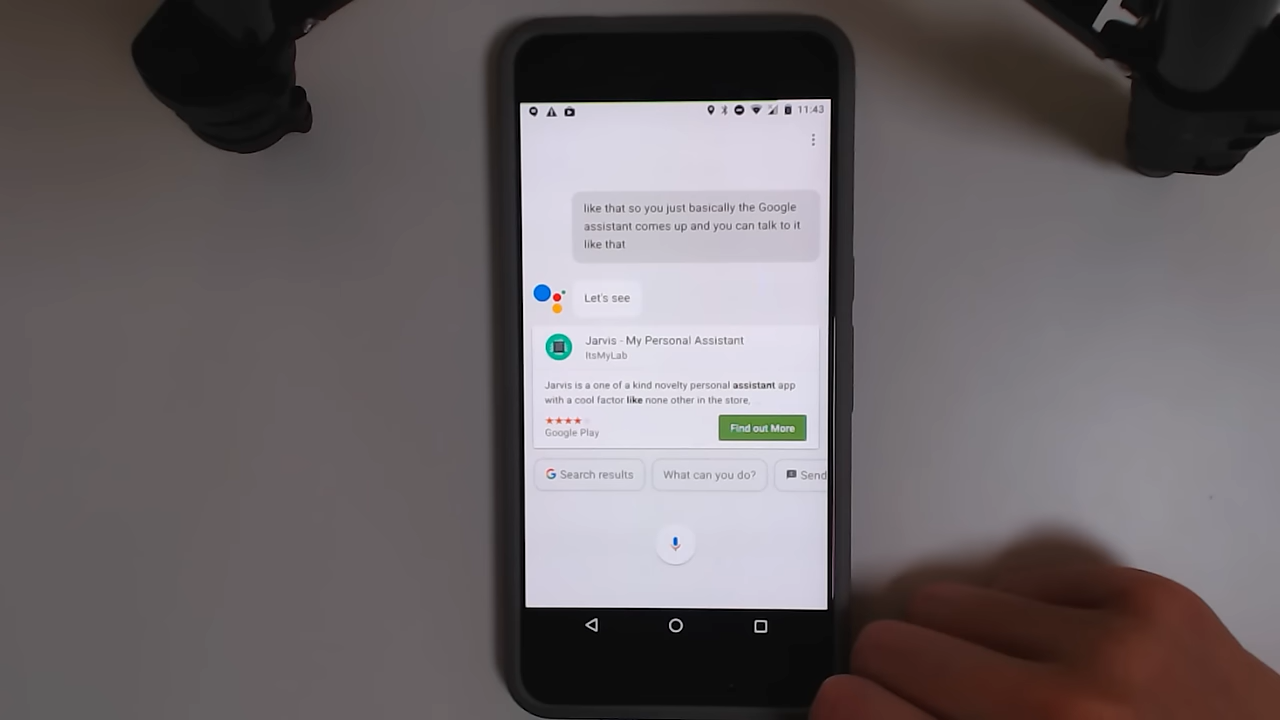 11:43
like that so you just basically the Google
assistant comes up and you can talk to it
like that
Let's see
Jarvis - My Personal Assistant
ItsMyLab
Jarvis is a one of a kind novelty personal assistant app
with a cool factor like none other in the store, ...
Google Play
Find out More
G Search results
What can you do?
Send